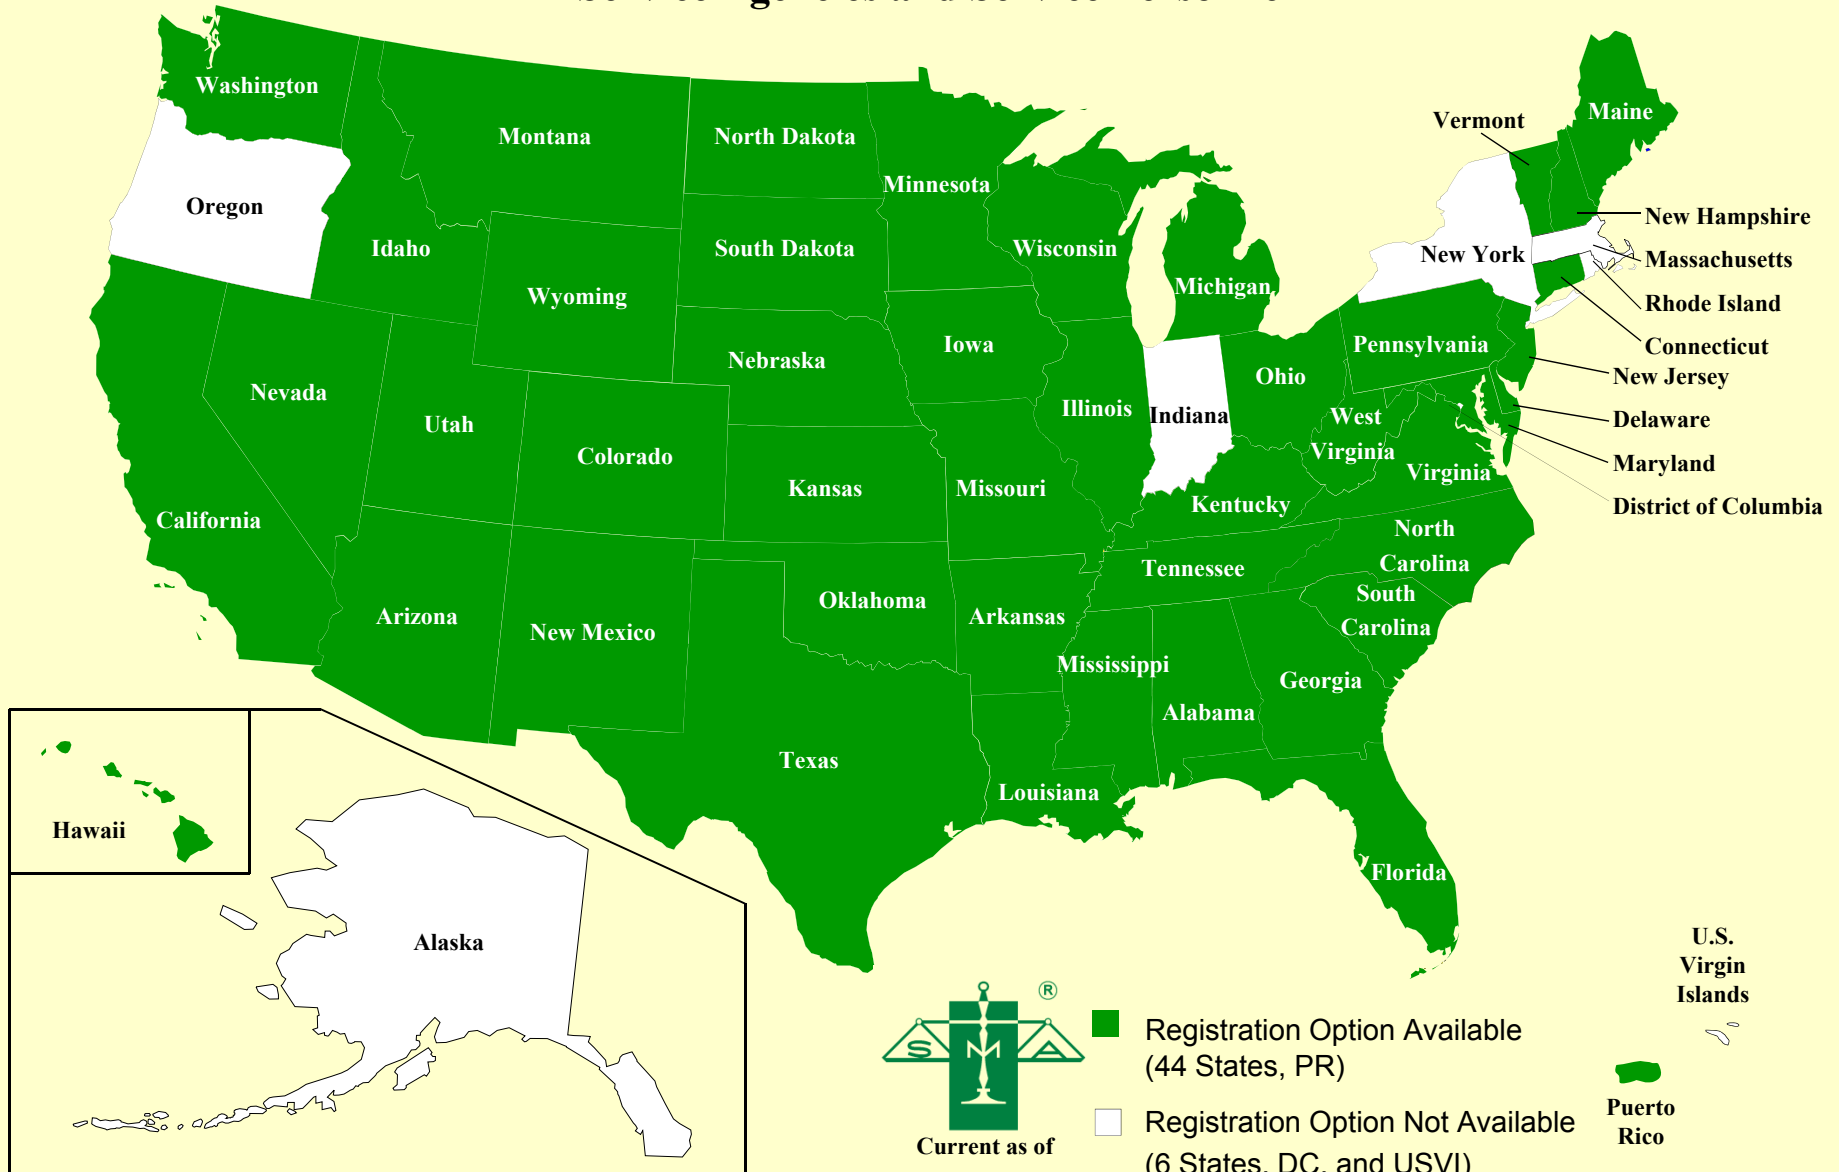 Washington
Montana
North Dakota
Minnesota
Vermont
Maine
Oregon
Idaho
South Dakota
Wisconsin
New York
New Hampshire
Massachusetts
Wyoming
Michigan
Rhode Island
Nebraska
Iowa
Pennsylvania
Connecticut
New Jersey
Nevada
Utah
Colorado
Illinois
Indiana
Ohio
West
Virginia
Delaware
Maryland
Kansas
Missouri
Kentucky
Virginia
District of Columbia
California
North
Carolina
Tennessee
South
Carolina
Arizona
New Mexico
Oklahoma
Arkansas
Mississippi
Alabama
Georgia
Texas
Louisiana
Florida
Hawaii
Alaska
U.S.
Virgin
Islands
®
S M A
Current as of
Registration Option Available
(44 States, PR)
Registration Option Not Available
(6 States, DC, and USVI)
Puerto
Rico